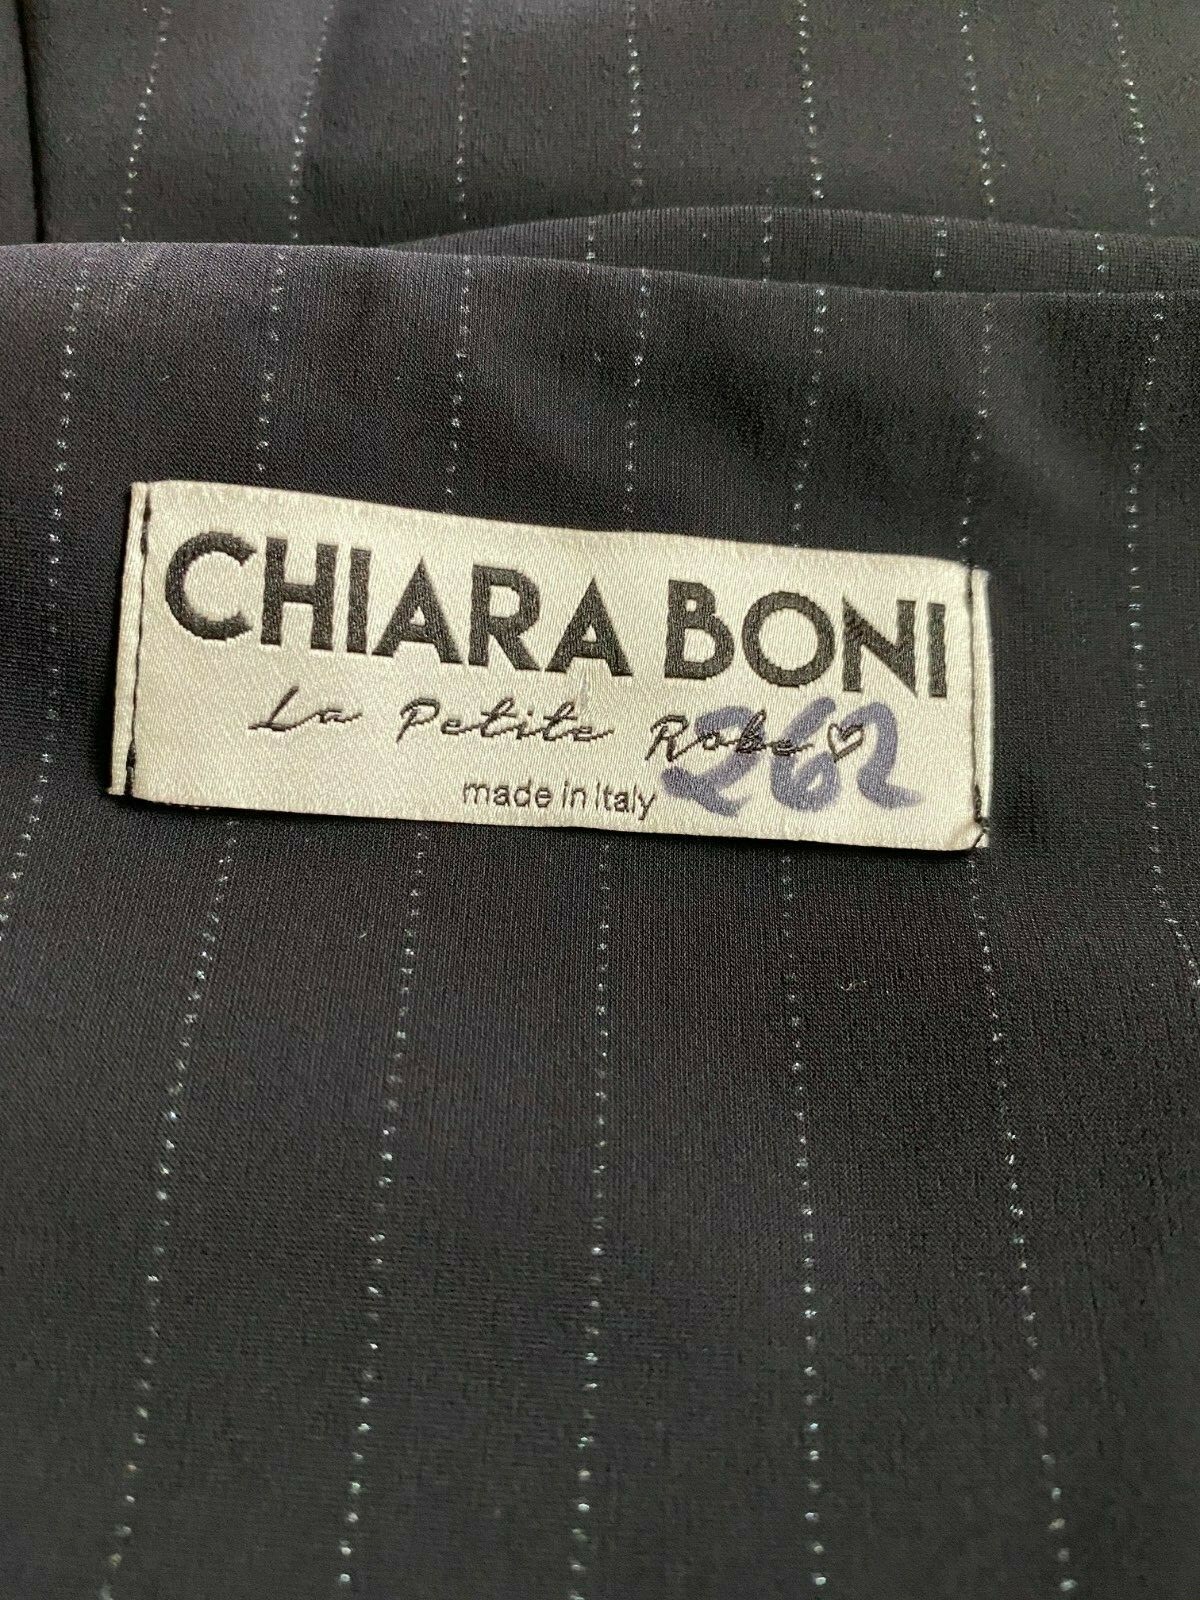 CHIARA BONI
La Petite Robe
made in Italy 262